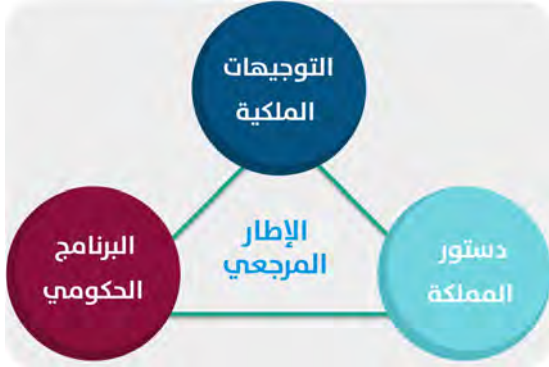 التوجيهات
الملكية
الإطار
المرجعي
دستور
المملكة
البرنامج
الحكومي